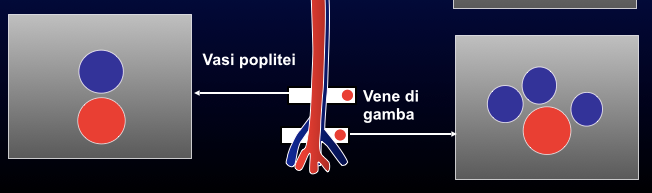 Vasi poplitei
Vene di
gamba